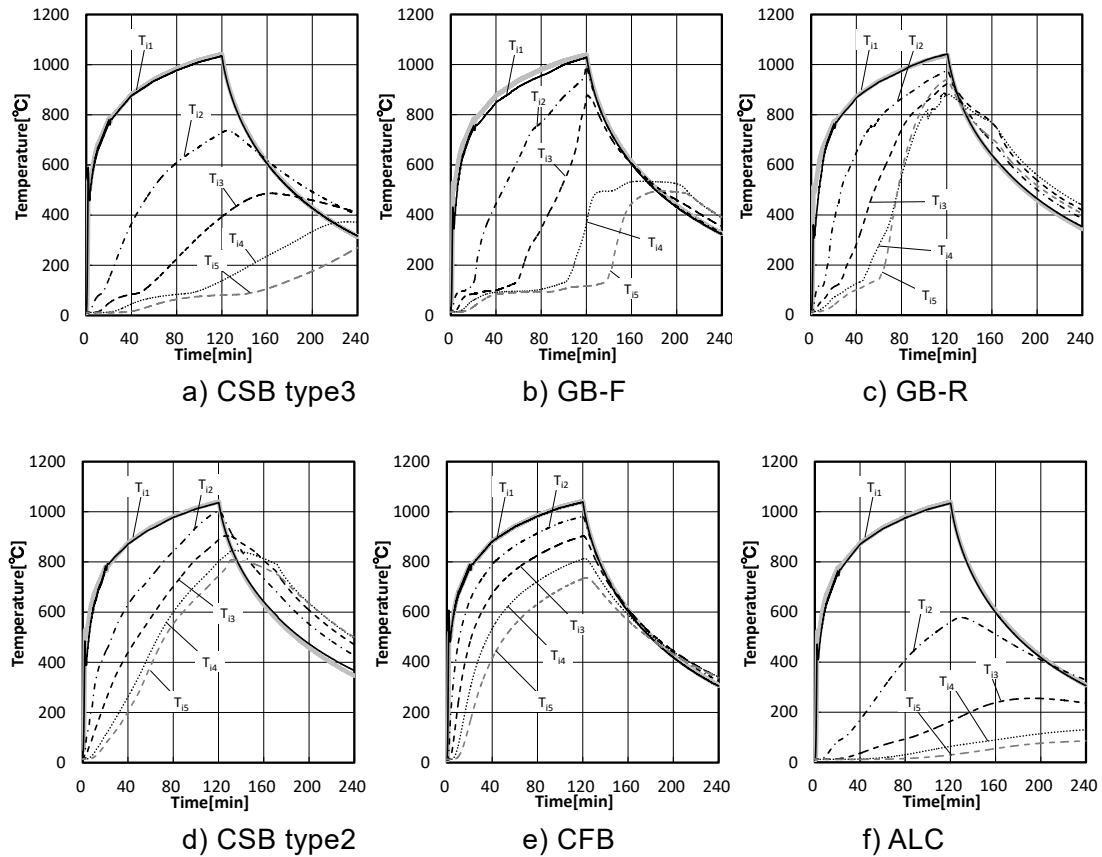 1200
1000
800
600
400
200
0
Temperature[℃]
Ti1
Ti2
Ti3
Ti4
Ti5
0 40 80 120 160 200 240
Time[min]
a) CSB type3
1200
1000
800
600
400
200
0
Temperature[℃]
Ti1
Ti2
Ti3
Ti4
Ti5
0 40 80 120 160 200 240
Time[min]
b) GB-F
1200
1000
800
600
400
200
0
Temperature[℃]
Ti1
Ti2
Ti3
Ti4
Ti5
0 40 80 120 160 200 240
Time[min]
c) GB-R
1200
1000
800
600
400
200
0
Temperature[℃]
Ti1
Ti2
Ti3
Ti4
Ti5
0 40 80 120 160 200 240
Time[min]
d) CSB type2
1200
1000
800
600
400
200
0
Temperature[℃]
Ti1
Ti2
Ti3
Ti4
Ti5
0 40 80 120 160 200 240
Time[min]
e) CFB
1200
1000
800
600
400
200
0
Temperature[℃]
Ti1
Ti2
Ti3
Ti4
Ti5
0 40 80 120 160 200 240
Time[min]
f) ALC